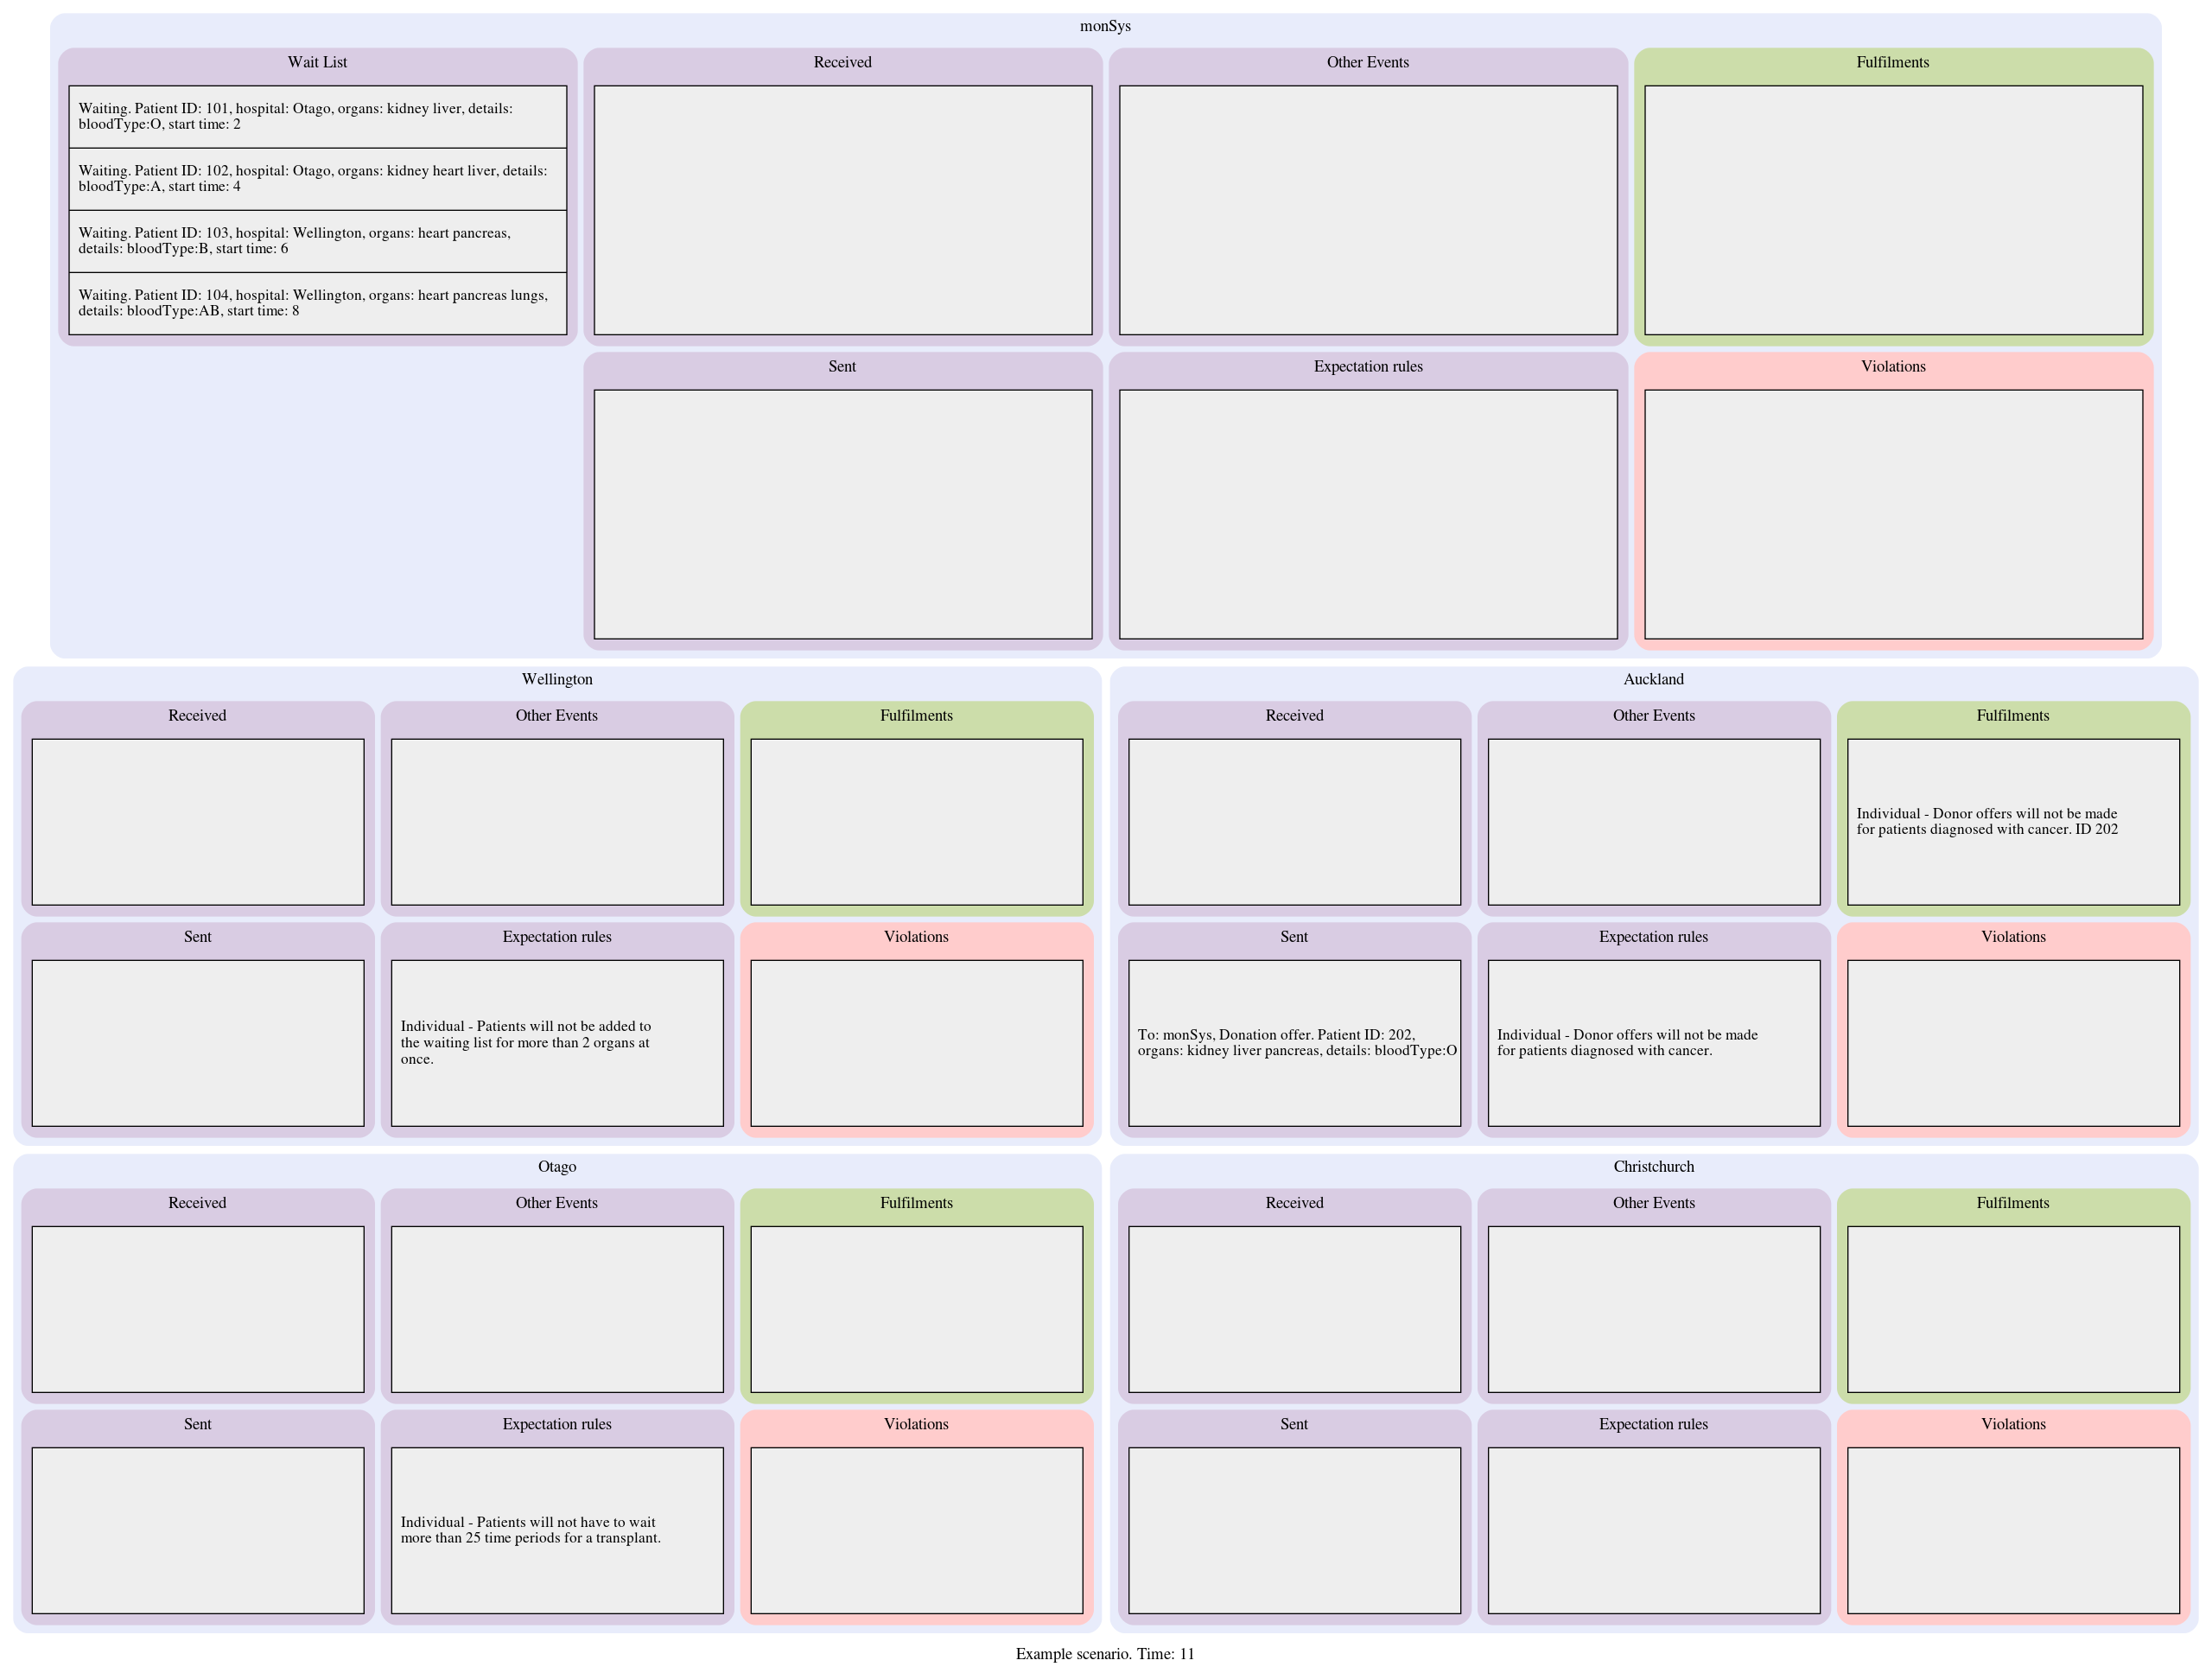 monSys
Wait List
Received
Other Events
Fulfilments
Waiting. Patient ID: 101, hospital: Otago, organs: kidney liver, details:
bloodType:O, start time: 2
Waiting. Patient ID: 102, hospital: Otago, organs: kidney heart liver, details:
bloodType:A, start time: 4
Waiting. Patient ID: 103, hospital: Wellington, organs: heart pancreas,
details: bloodType:B, start time: 6
Waiting. Patient ID: 104, hospital: Wellington, organs: heart pancreas lungs,
details: bloodType:AB, start time: 8
Sent
Expectation rules
Violations
Wellington
Received
Other Events
Fulfilments
Sent
Expectation rules
Violations
Individual - Patients will not be added to
the waiting list for more than 2 organs at
once.
Auckland
Received
Other Events
Fulfilments
Individual - Donor offers will not be made
for patients diagnosed with cancer. ID 202
Sent
Expectation rules
Violations
To: monSys, Donation offer. Patient ID: 202,
organs: kidney liver pancreas, details: bloodType:O
Individual - Donor offers will not be made
for patients diagnosed with cancer.
Otago
Received
Other Events
Fulfilments
Sent
Expectation rules
Violations
Individual - Patients will not have to wait
more than 25 time periods for a transplant.
Christchurch
Received
Other Events
Fulfilments
Sent
Expectation rules
Violations
Example scenario. Time: 11